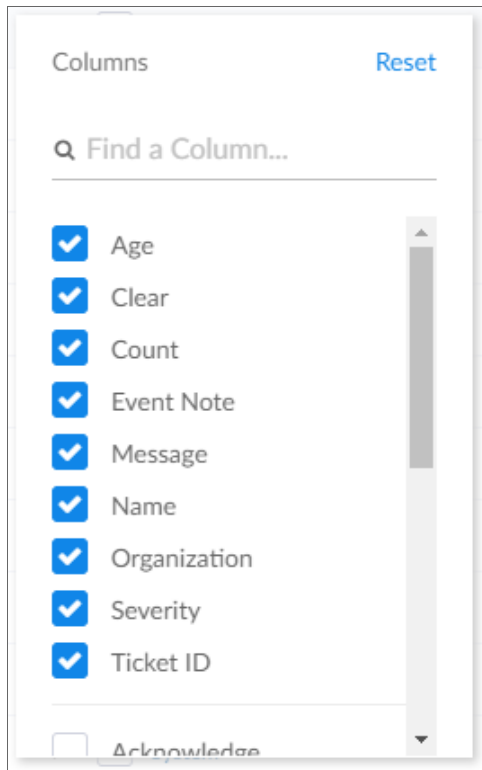 Columns Reset
Find a Column...
Age
Clear
Count
Event Note
Message
Name
Organization
Severity
Ticket ID
Acknowledge